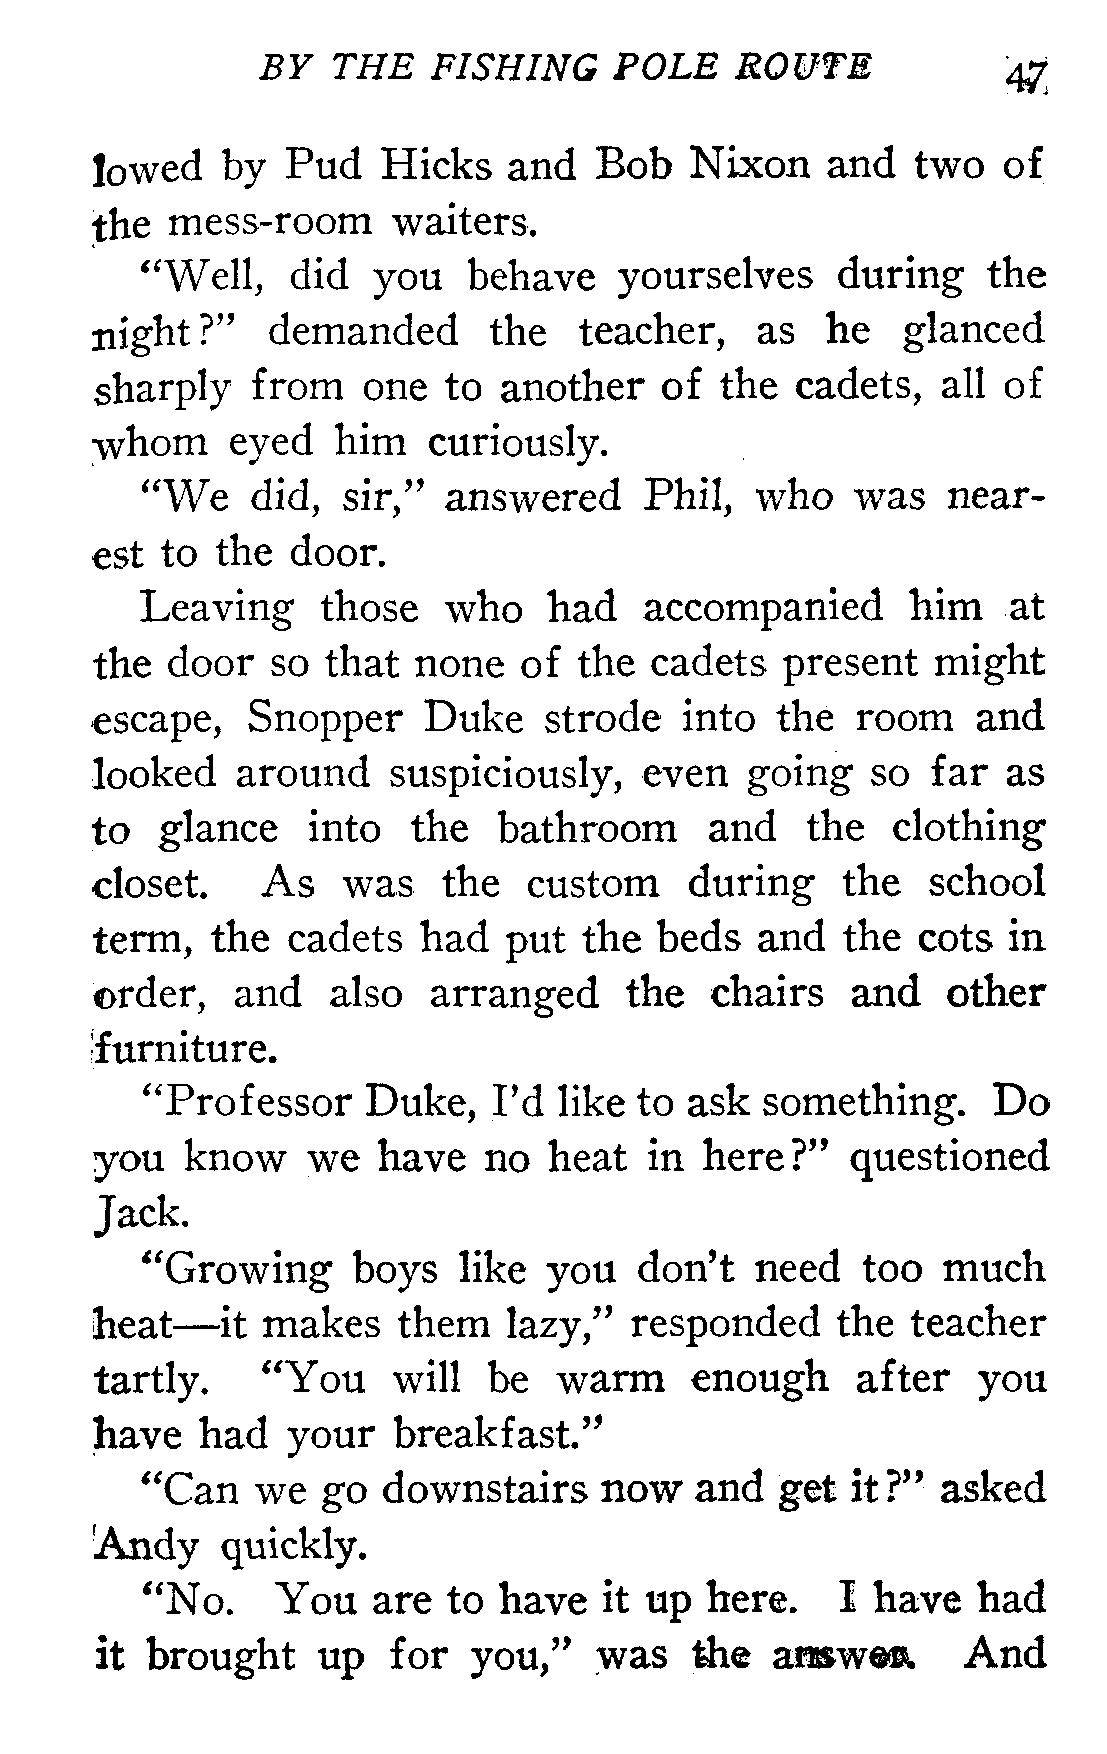 BY THE FISHING POLE ROUTE 47
lowed by Pud Hicks and Bob Nixon and two of
the mess-room waiters.
"Well, did you behave yourselves during the
night?" demanded the teacher, as he glanced
sharply from one to another of the cadets, all of
whom eyed him curiously.
"We did, sir," answered Phil, who was near-
est to the door.
Leaving those who had accompanied him at
the door so that none of the cadets present might
escape, Snopper Duke strode into the room and
looked around suspiciously, even going so far as
to glance into the bathroom and the clothing
closet. As was the custom during the school
term, the cadets had put the beds and the cots in
order, and also arranged the chairs and other
furniture.
"Professor Duke, I'd like to ask something. Do
you know we have no heat in here?" questioned
Jack.
"Growing boys like you don't need too much
heat—it makes them lazy," responded the teacher
tartly. "You will be warm enough after you
have had your breakfast."
"Can we go downstairs now and get it?" asked
Andy quickly.
"No. You are to have it up here. I have had
it brought up for you," was the answer. And